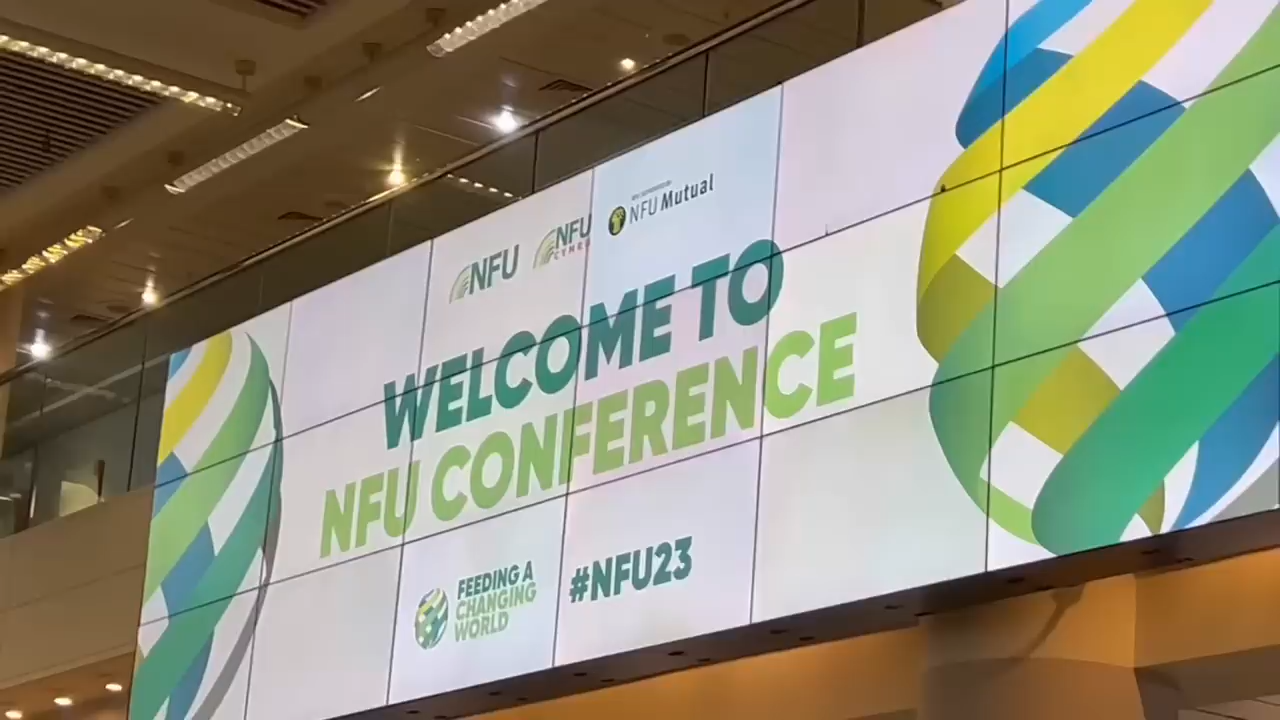 NFU
NFU
CYMRU
NFU Mutual
WELCOME TO
NFU CONFERENCE
FEEDING A
CHANGING
WORLD
#NFU23